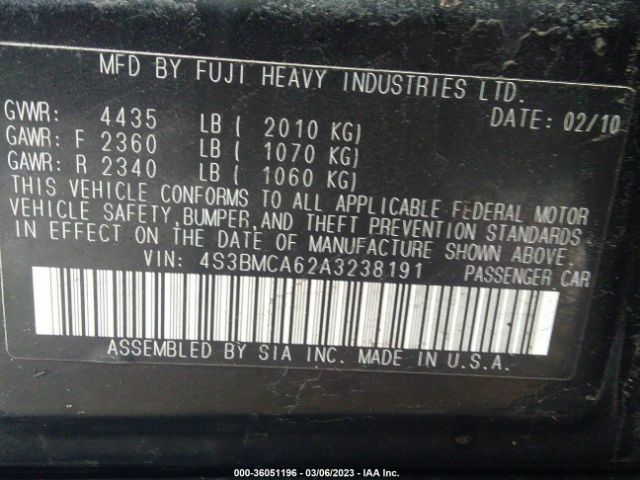 MFD BY FUJI HEAVY INDUSTRIES LTD.
DATE: 02/10
GVWR: 4435 LB ( 2010 KG)
GAWR: F 2360 LB ( 1070 KG)
GAWR: R 2340 LB ( 1060 KG)
THIS VEHICLE CONFORMS TO ALL APPLICABLE FEDERAL MOTOR
VEHICLE SAFETY,BUMPER,AND THEFT PREVENTION STANDARDS
IN EFFECT ON THE DATE OF MANUFACTURE SHOWN ABOVE.
VIN: 4S3BMCA62A3238191 PASSENGER CAR
ASSEMBLED BY SIA INC. MADE IN U.S.A.
000-36051196 - 03/06/2023 - IAA Inc.